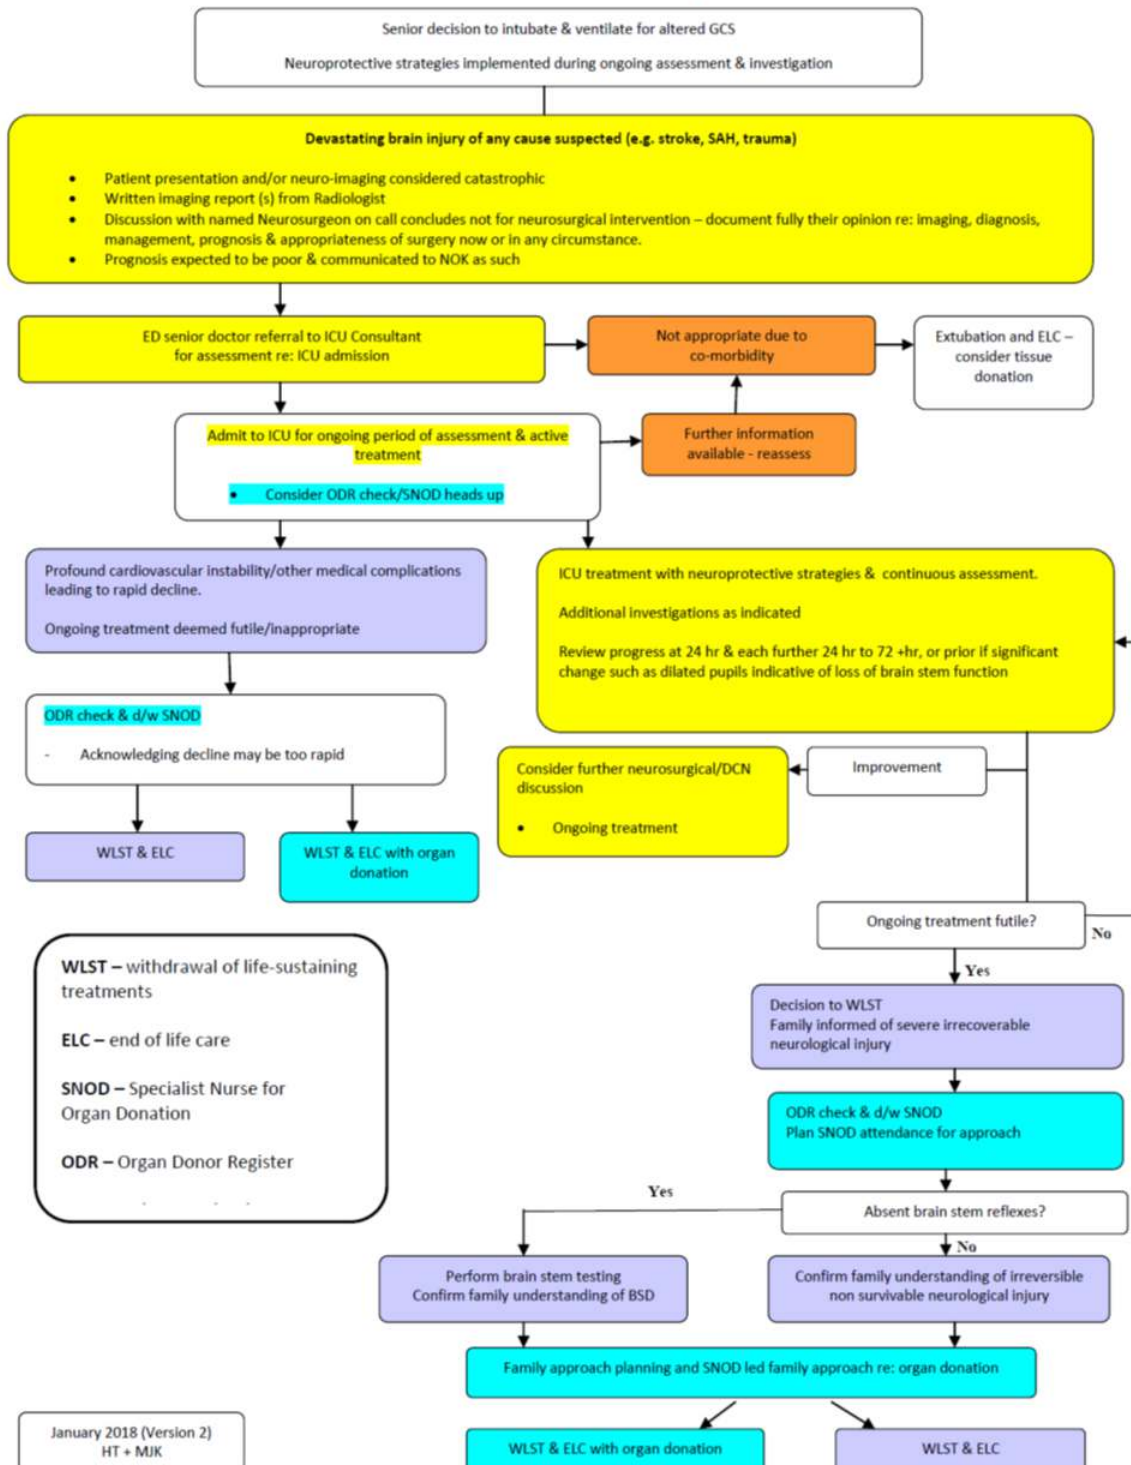 Senior decision to intubate & ventilate for altered GCS
Neuroprotective strategies implemented during ongoing assessment & investigation
Devastating brain injury of any cause suspected (e.g. stroke, SAH, trauma)
• Patient presentation and/or neuro-imaging considered catastrophic
• Written imaging report (s) from Radiologist
• Discussion with named Neurosurgeon on call concludes not for neurosurgical intervention – document fully their opinion re: imaging, diagnosis,
management, prognosis & appropriateness of surgery now or in any circumstance.
• Prognosis expected to be poor & communicated to NOK as such
ED senior doctor referral to ICU Consultant
for assessment re: ICU admission
Not appropriate due to
co-morbidity
Extubation and ELC –
consider tissue
donation
Admit to ICU for ongoing period of assessment & active
treatment
• Consider ODR check/SNOD heads up
Further information
available - reassess
Profound cardiovascular instability/other medical complications
leading to rapid decline.
Ongoing treatment deemed futile/inappropriate
ICU treatment with neuroprotective strategies & continuous assessment.
Additional investigations as indicated
Review progress at 24 hr & each further 24 hr to 72 +hr, or prior if significant
change such as dilated pupils indicative of loss of brain stem function
ODR check & d/w SNOD
- Acknowledging decline may be too rapid
Consider further neurosurgical/DCN
discussion
• Ongoing treatment
Improvement
WLST & ELC
WLST & ELC with organ
donation
Ongoing treatment futile?
No
Yes
WLST – withdrawal of life-sustaining
treatments
ELC – end of life care
SNOD – Specialist Nurse for
Organ Donation
ODR – Organ Donor Register
Decision to WLST
Family informed of severe irrecoverable
neurological injury
ODR check & d/w SNOD
Plan SNOD attendance for approach
Yes
Absent brain stem reflexes?
No
Perform brain stem testing
Confirm family understanding of BSD
Confirm family understanding of irreversible
non survivable neurological injury
Family approach planning and SNOD led family approach re: organ donation
January 2018 (Version 2)
HT + MJK
WLST & ELC with organ donation
WLST & ELC